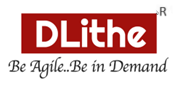 R
DLithe
Be Agile..Be in Demand